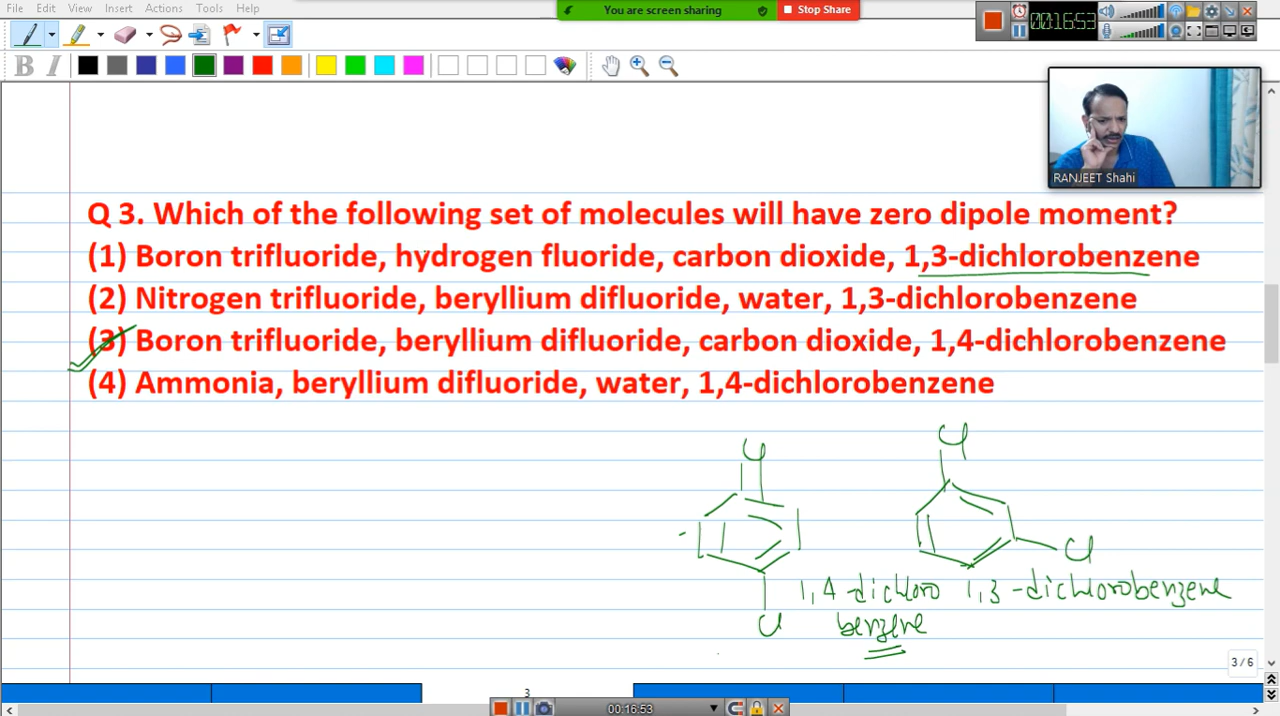 File Edit View Insert Actions Tools Help
You are screen sharing
Stop Share
00:16:53
B I
RANJEET Shahi
Q 3. Which of the following set of molecules will have zero dipole moment?
(1) Boron trifluoride, hydrogen fluoride, carbon dioxide, 1,3-dichlorobenzene
(2) Nitrogen trifluoride, beryllium difluoride, water, 1,3-dichlorobenzene
(3) Boron trifluoride, beryllium difluoride, carbon dioxide, 1,4-dichlorobenzene
(4) Ammonia, beryllium difluoride, water, 1,4-dichlorobenzene
Cl
Cl
Cl
1,4-dichloro
benzene
1,3-dichlorobenzene
Cl
3 / 6
3
00:16:53